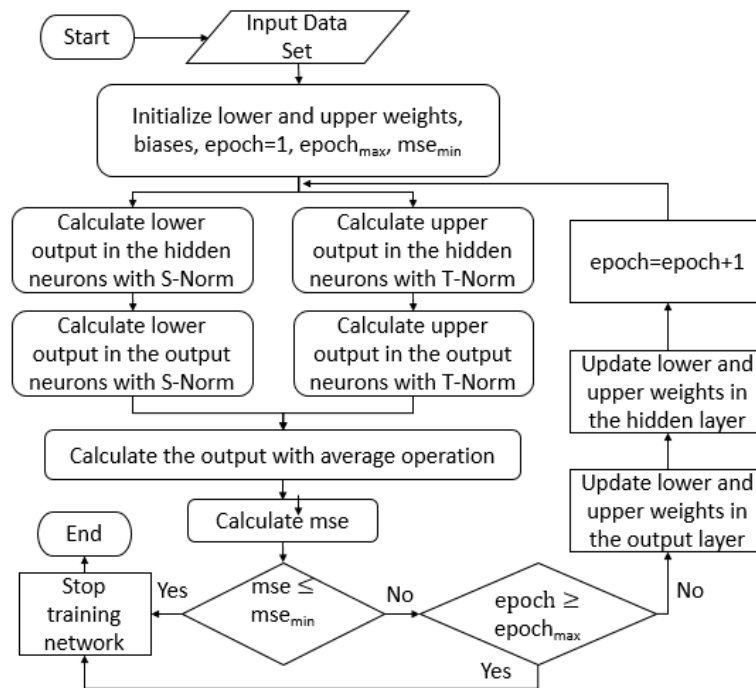 Start
Input Data
Set
Initialize lower and upper weights,
biases, epoch=1, epochmax, msemin
Calculate lower
output in the hidden
neurons with S-Norm
Calculate upper
output in the hidden
neurons with T-Norm
epoch=epoch+1
Calculate lower
output in the output
neurons with S-Norm
Calculate upper
output in the output
neurons with T-Norm
Update lower and
upper weights in
the hidden layer
Calculate the output with average operation
Update lower and
upper weights in
the output layer
Calculate mse
End
Stop
training
network
Yes
mse ≤
msemin
No
epoch ≥
epochmax
No
Yes